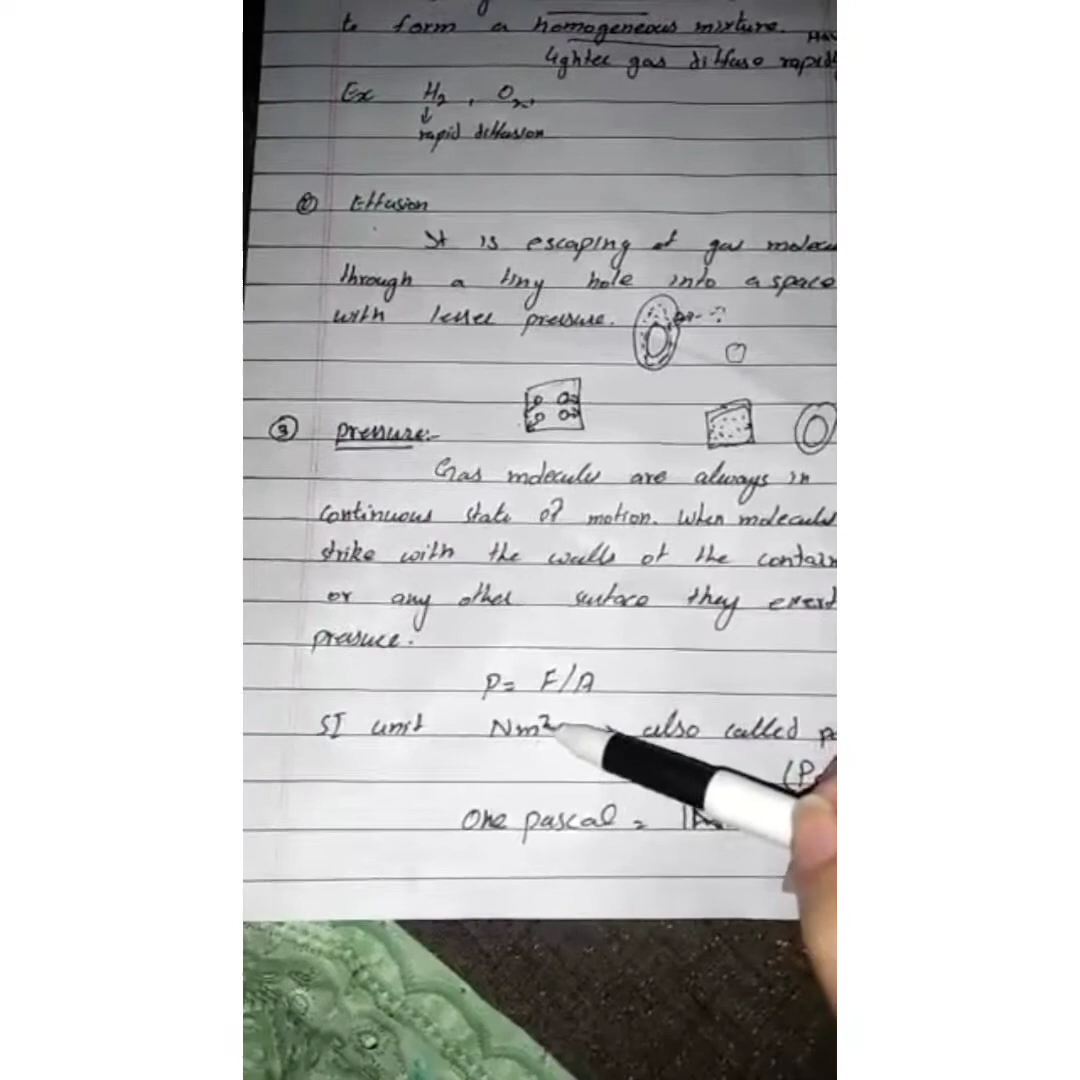 to form a homogeneous mixture.
lighter gas diffuse rapid
Ex H₂, O₂,
↓
rapid diffusion
② Effusion
It is escaping of gas molecu
through a tiny hole into a space
with lesser pressure.
③ Pressure:-
Gas molecules are always in
continuous state of motion. When molecules
strike with the walls of the contain
or any other surface they exert
pressure.
P = F/A
SI unit Nm² also called p
(Pa
One pascal =